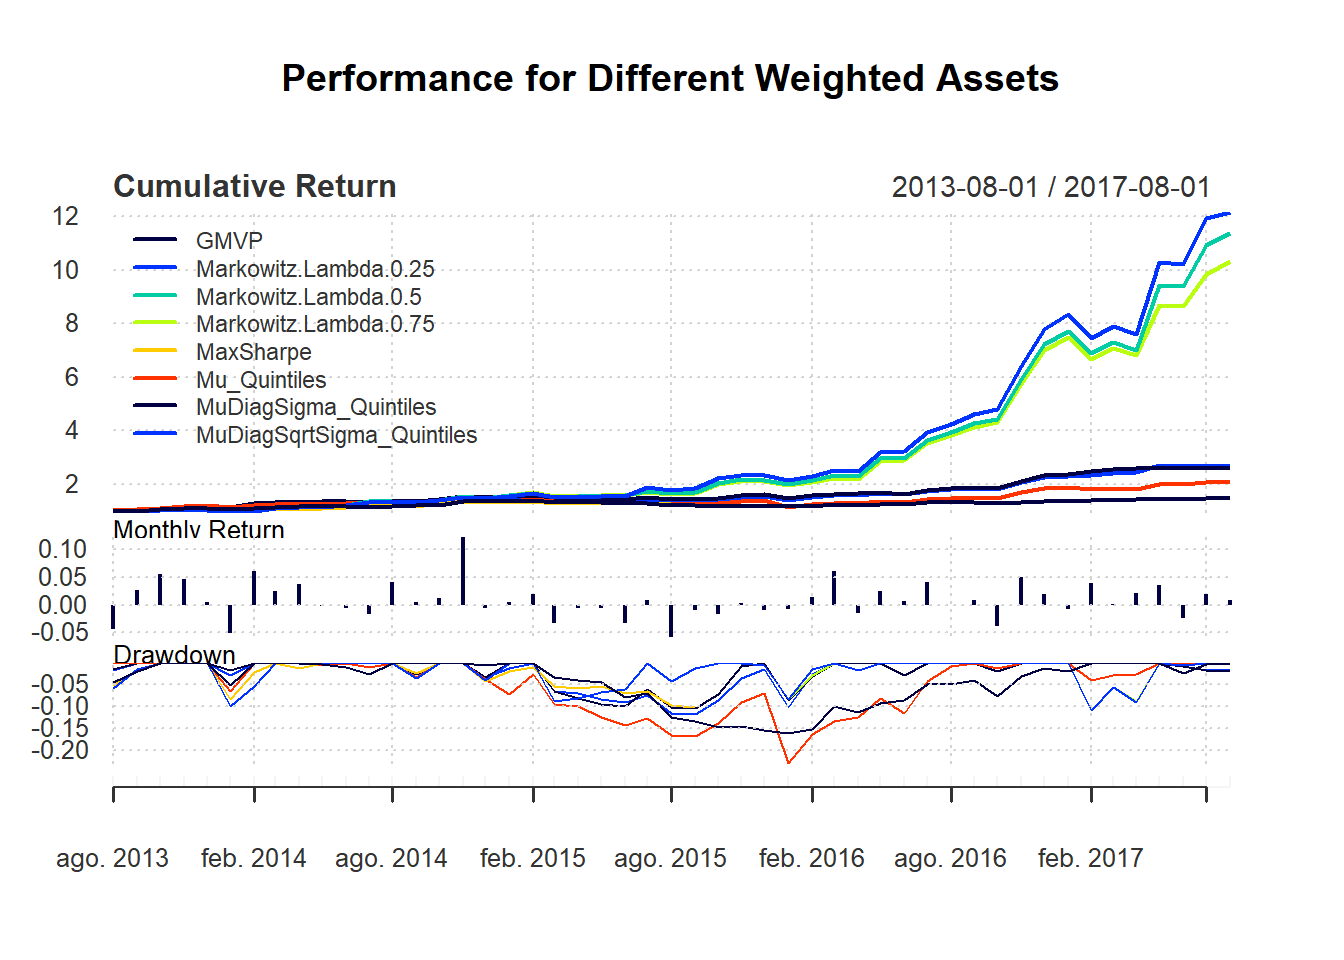 Performance for Different Weighted Assets
Cumulative Return
2013-08-01 / 2017-08-01
12
10
8
6
4
2
GMVP
Markowitz.Lambda.0.25
Markowitz.Lambda.0.5
Markowitz.Lambda.0.75
MaxSharpe
Mu_Quintiles
MuDiagSigma_Quintiles
MuDiagSqrtSigma_Quintiles
Monthly Return
0.10
0.05
0.00
-0.05
Drawdown
-0.05
-0.10
-0.15
-0.20
ago. 2013
feb. 2014
ago. 2014
feb. 2015
ago. 2015
feb. 2016
ago. 2016
feb. 2017